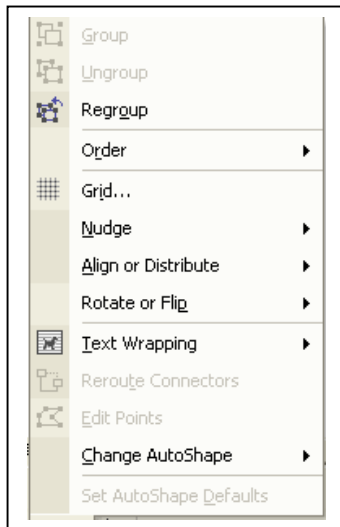 Group
Ungroup
Regroup
Order
Grid...
Nudge
Align or Distribute
Rotate or Flip
Text Wrapping
Reroute Connectors
Edit Points
Change AutoShape
Set AutoShape Defaults